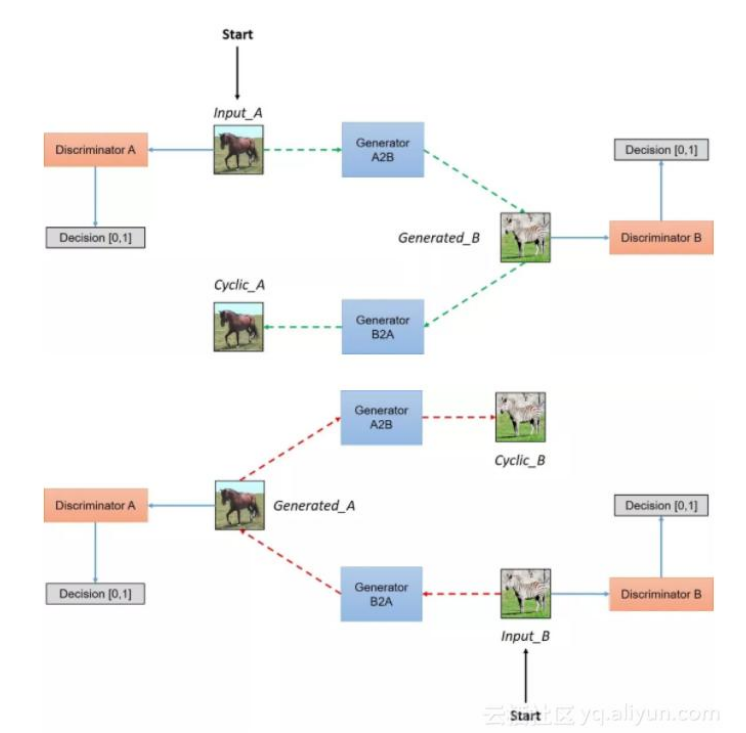 Start
Input_A
Discriminator A
Generator
A2B
Decision [0,1]
Decision [0,1]
Generated_B
Discriminator B
Cyclic_A
Generator
B2A
Generator
A2B
Cyclic_B
Discriminator A
Generated_A
Decision [0,1]
Decision [0,1]
Generator
B2A
Discriminator B
Input_B
Start
云栖社区 yq.aliyun.com